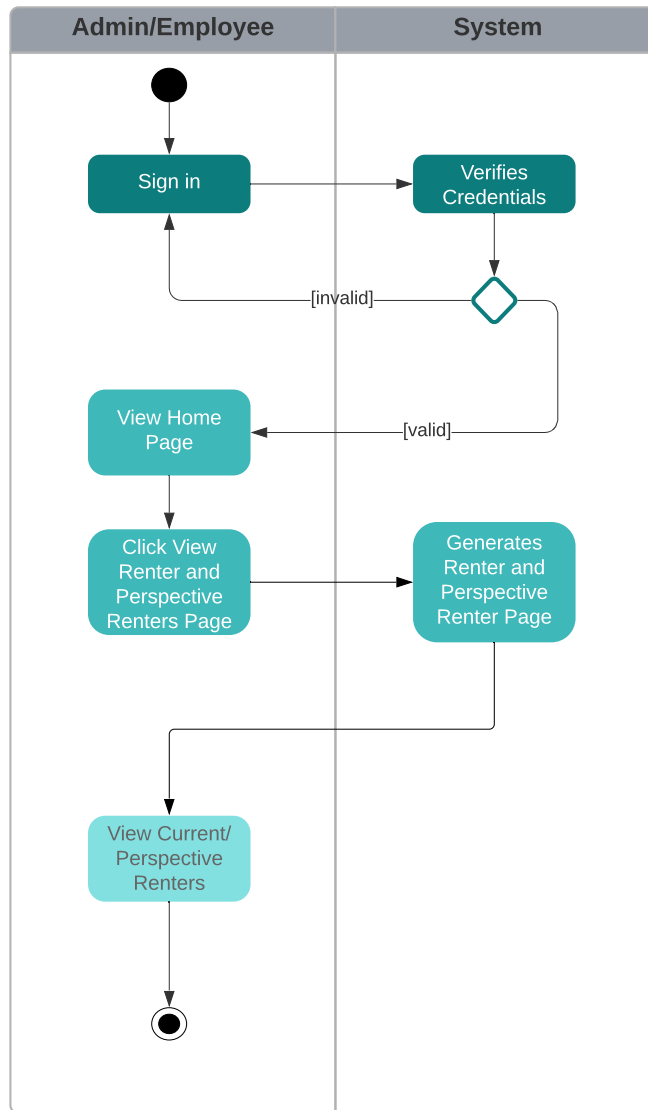 Admin/Employee
System
Sign in
Verifies
Credentials
[invalid]
View Home
Page
[valid]
Click View
Renter and
Perspective
Renters Page
Generates
Renter and
Perspective
Renter Page
View Current/
Perspective
Renters